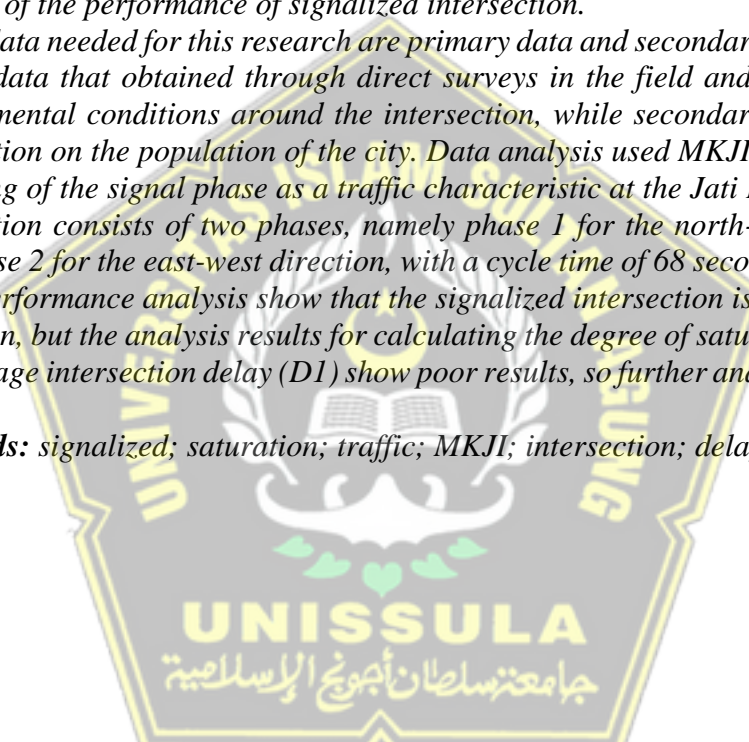 of the performance of signalized intersection.
data needed for this research are primary data and secondar
data that obtained through direct surveys in the field and
mental conditions around the intersection, while secondar
tion on the population of the city. Data analysis used MKJI
g of the signal phase as a traffic characteristic at the Jati
tion consists of two phases, namely phase 1 for the north-
se 2 for the east-west direction, with a cycle time of 68 seco
erformance analysis show that the signalized intersection is
n, but the analysis results for calculating the degree of satu
age intersection delay (D1) show poor results, so further an
ds: signalized; saturation; traffic; MKJI; intersection; dela
UNIVERSITAS ISLAM SULTAN AGUNG
UNISSULA
جامعتسلطان أجونج الإسلامية